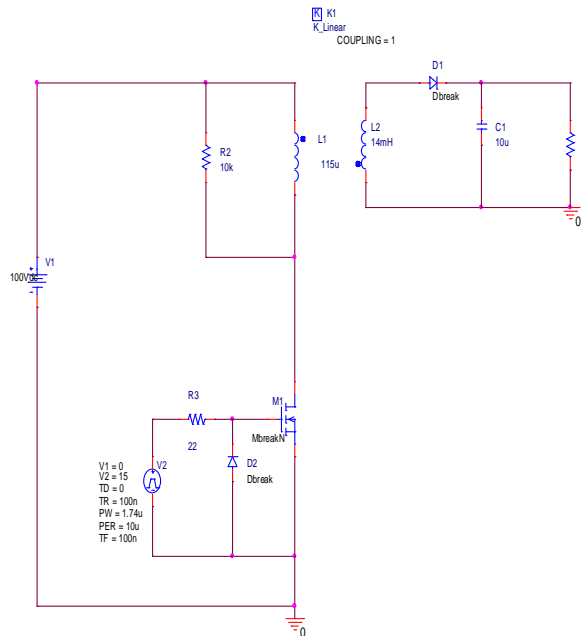 K K1
K_Linear
COUPLING = 1
D1
Dbreak
R2
10k
L1
115u
L2
14mH
C1
10u
0
V1
100Vdc
R3
22
M1
MbreakN
D2
Dbreak
V2
V1 = 0
V2 = 15
TD = 0
TR = 100n
PW = 1.74u
PER = 10u
TF = 100n
0